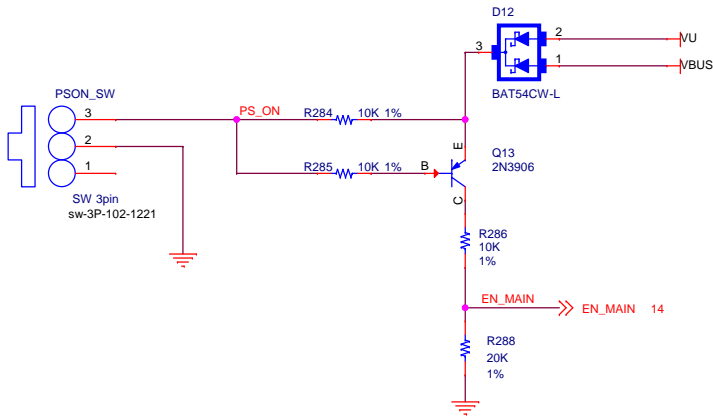 D12
3
2
VU
1
VBUS
BAT54CW-L
PSON_SW
3
PS_ON
R284
10K 1%
2
E
Q13
2N3906
R285
10K 1%
B
1
C
SW 3pin
sw-3P-102-1221
R286
10K
1%
EN_MAIN
EN_MAIN 14
R288
20K
1%